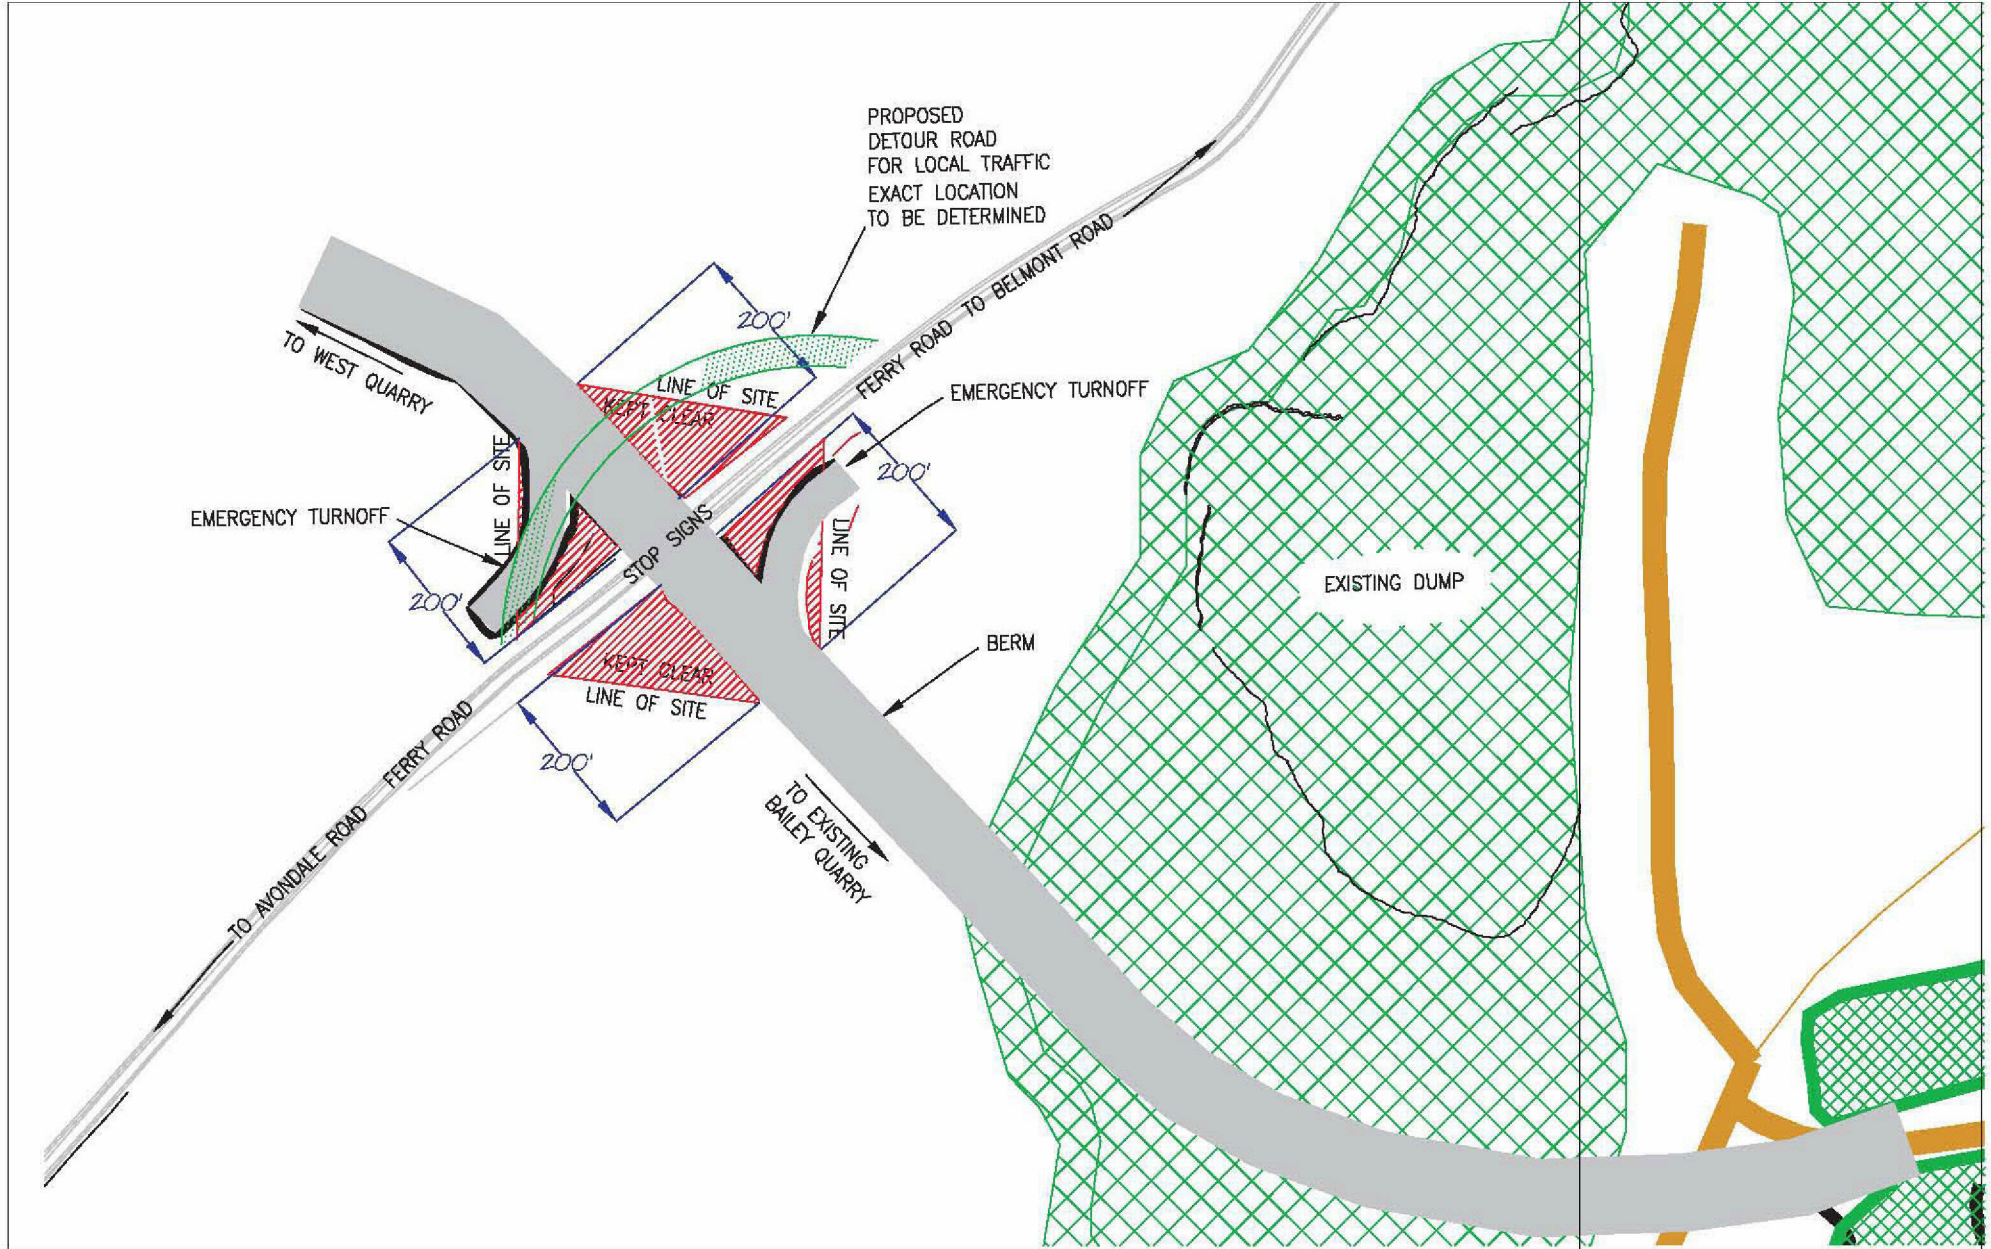 PROPOSED
DETOUR ROAD
FOR LOCAL TRAFFIC
EXACT LOCATION
TO BE DETERMINED
FERRY ROAD TO BELMONT ROAD
TO WEST QUARRY
200'
LINE OF SITE
KEPT CLEAR
EMERGENCY TURNOFF
200'
LINE OF SITE
EMERGENCY TURNOFF
STOP SIGNS
LINE OF SITE
200'
EXISTING DUMP
BERM
KEPT CLEAR
LINE OF SITE
200'
FERRY ROAD
TO AVONDALE ROAD
TO EXISTING
BAILEY QUARRY